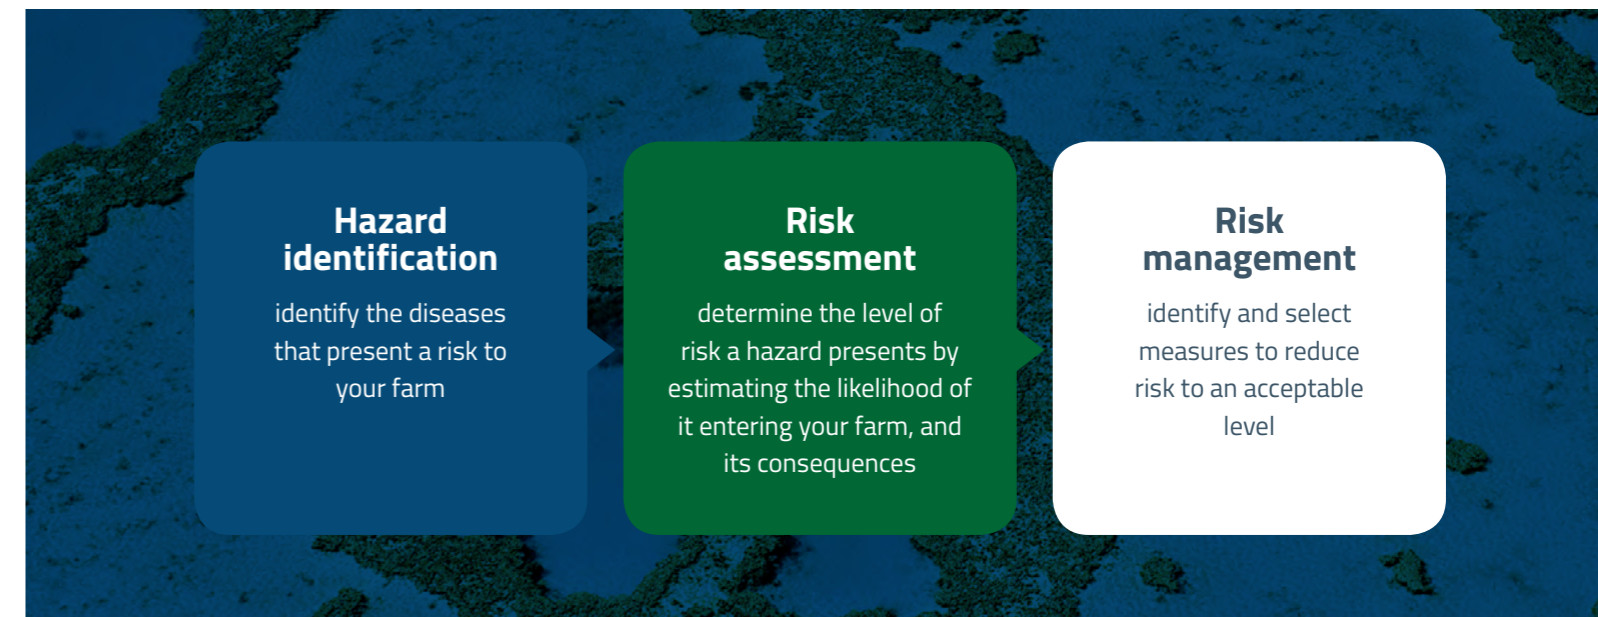 Hazard
identification
identify the diseases
that present a risk to
your farm
Risk
assessment
determine the level of
risk a hazard presents by
estimating the likelihood of
it entering your farm, and
its consequences
Risk
management
identify and select
measures to reduce
risk to an acceptable
level